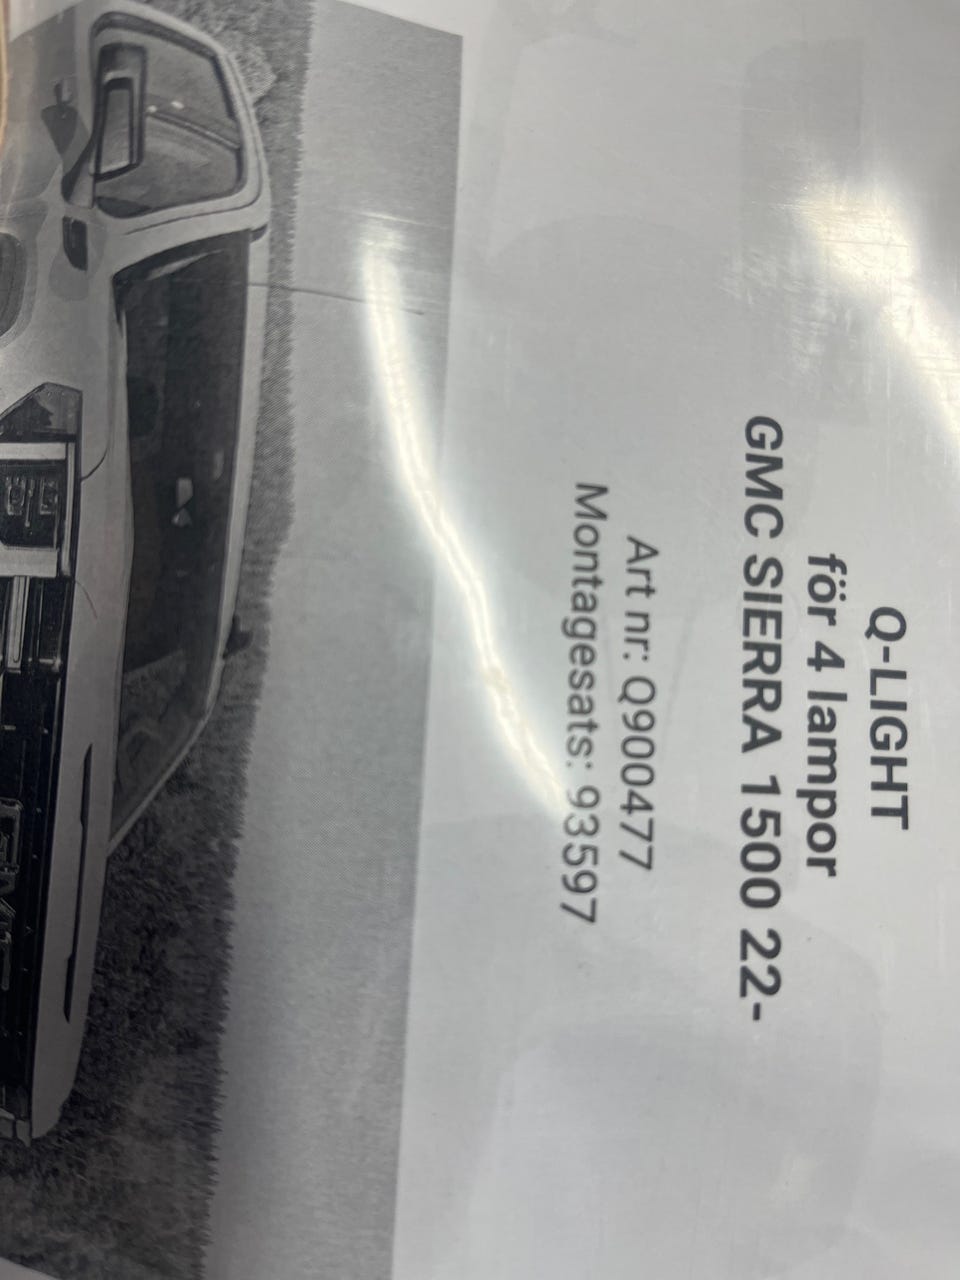 Q-LIGHT
för 4 lampor
GMC SIERRA 1500 22-
Art nr: Q900477
Montagesats: 93597